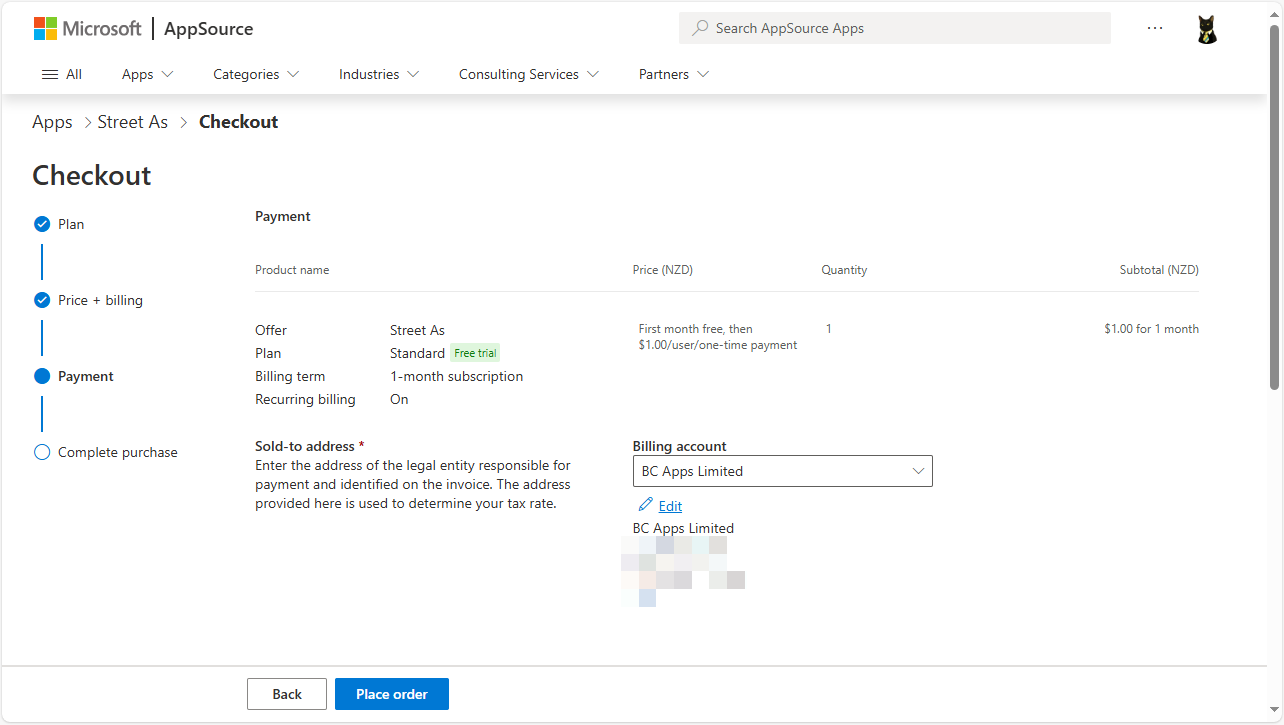 Microsoft | AppSource
Search AppSource Apps
...
All Apps Categories Industries Consulting Services Partners
Apps > Street As > Checkout
Checkout
Plan
Price + billing
Payment
Complete purchase
Payment
Product name Price (NZD) Quantity Subtotal (NZD)
Offer Street As
Plan Standard Free trial
Billing term 1-month subscription
Recurring billing On
First month free, then
$1.00/user/one-time payment
1
$1.00 for 1 month
Sold-to address *
Enter the address of the legal entity responsible for
payment and identified on the invoice. The address
provided here is used to determine your tax rate.
Billing account
BC Apps Limited
Edit
BC Apps Limited
Back
Place order